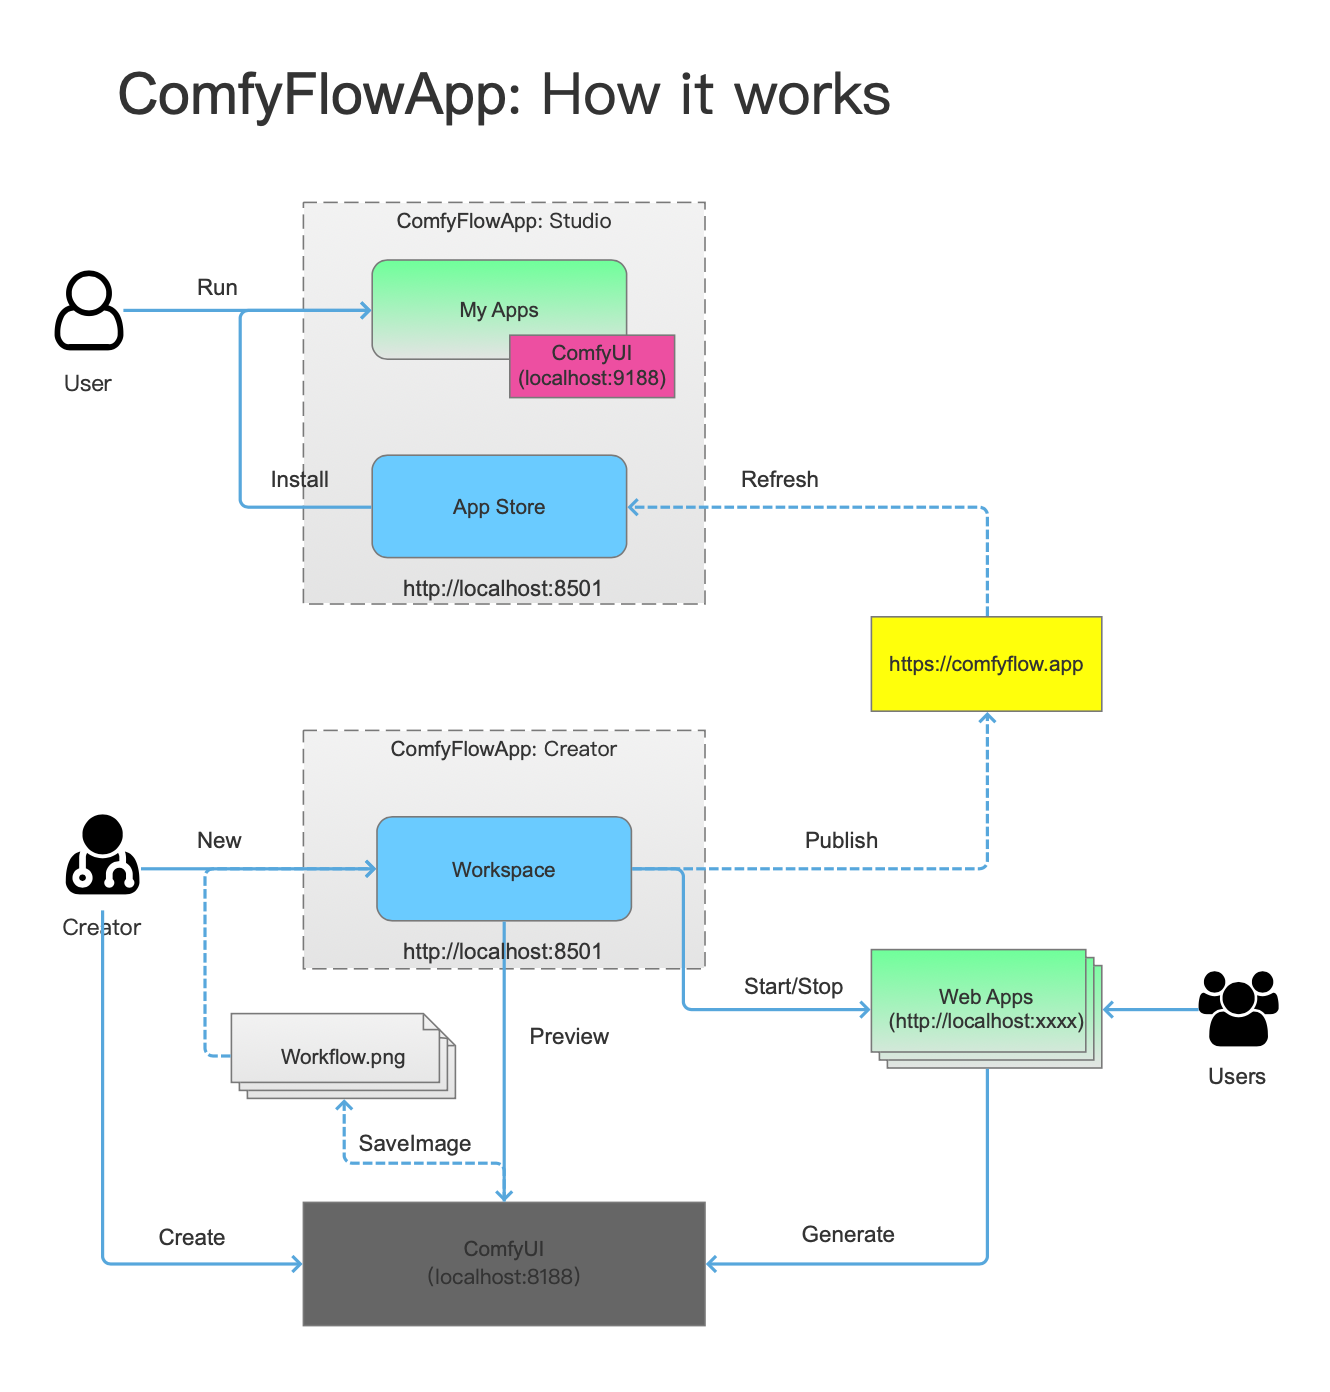 ComfyFlowApp: How it works
ComfyFlowApp: Studio
Run
My Apps
ComfyUI
(localhost:9188)
User
Install
App Store
Refresh
http://localhost:8501
https://comfyflow.app
ComfyFlowApp: Creator
New
Workspace
Publish
Creator
http://localhost:8501
Start/Stop
Web Apps
(http://localhost:xxxx)
Preview
Workflow.png
Users
SaveImage
Create
Generate
ComfyUI
(localhost:8188)